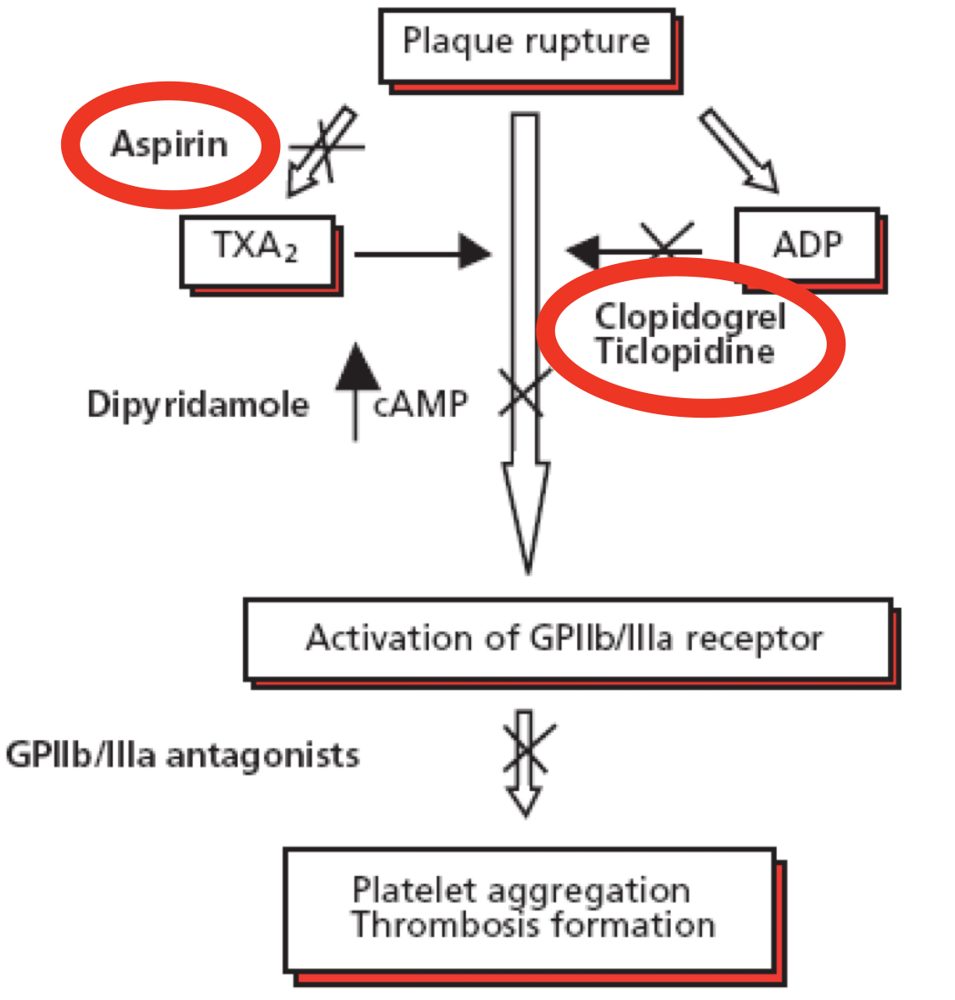 Plaque rupture
Aspirin
TXA2
ADP
Clopidogrel
Ticlopidine
Dipyridamole
cAMP
Activation of GPIIb/IIIa receptor
GPIIb/IIIa antagonists
Platelet aggregation
Thrombosis formation